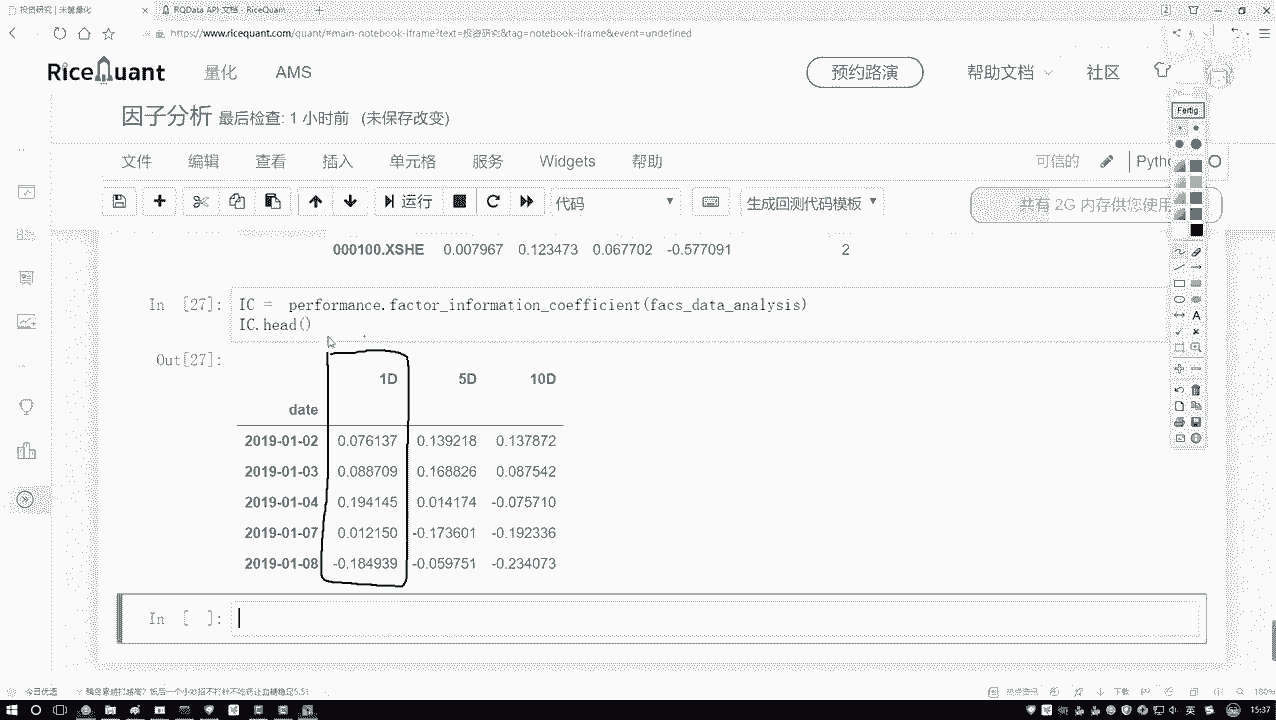 投资研究 | 米筐量化
RQData API 文档 - RiceQuan
https://www.ricequant.com/quant/#main-notebook-iframe?text=投资研究&tag=notebook-iframe&event=undefined
RiceQuant 量化 AMS 预约路演 帮助文档 社区
因子分析 最后检查: 1 小时前 (未保存改变)
Fertig
文件 编辑 查看 插入 单元格 服务 Widgets 帮助 可信的 Pytho
运行 代码 生成回测代码模板 共有 2G 内存供您使用
000100.XSHE 0.007967 0.123473 0.067702 -0.577091 2
In [27]: IC = performance.factor_information_coefficient(facs_data_analysis)
IC.head()
Out[27]:
1D 5D 10D
date
2019-01-02 0.076137 0.139218 0.137872
2019-01-03 0.088709 0.168826 0.087542
2019-01-04 0.194145 0.014174 -0.075710
2019-01-07 0.012150 -0.173601 -0.192336
2019-01-08 -0.184939 -0.059751 -0.234073
In [ ]:
今日优选
热点资讯 下载 180%
英 15:37